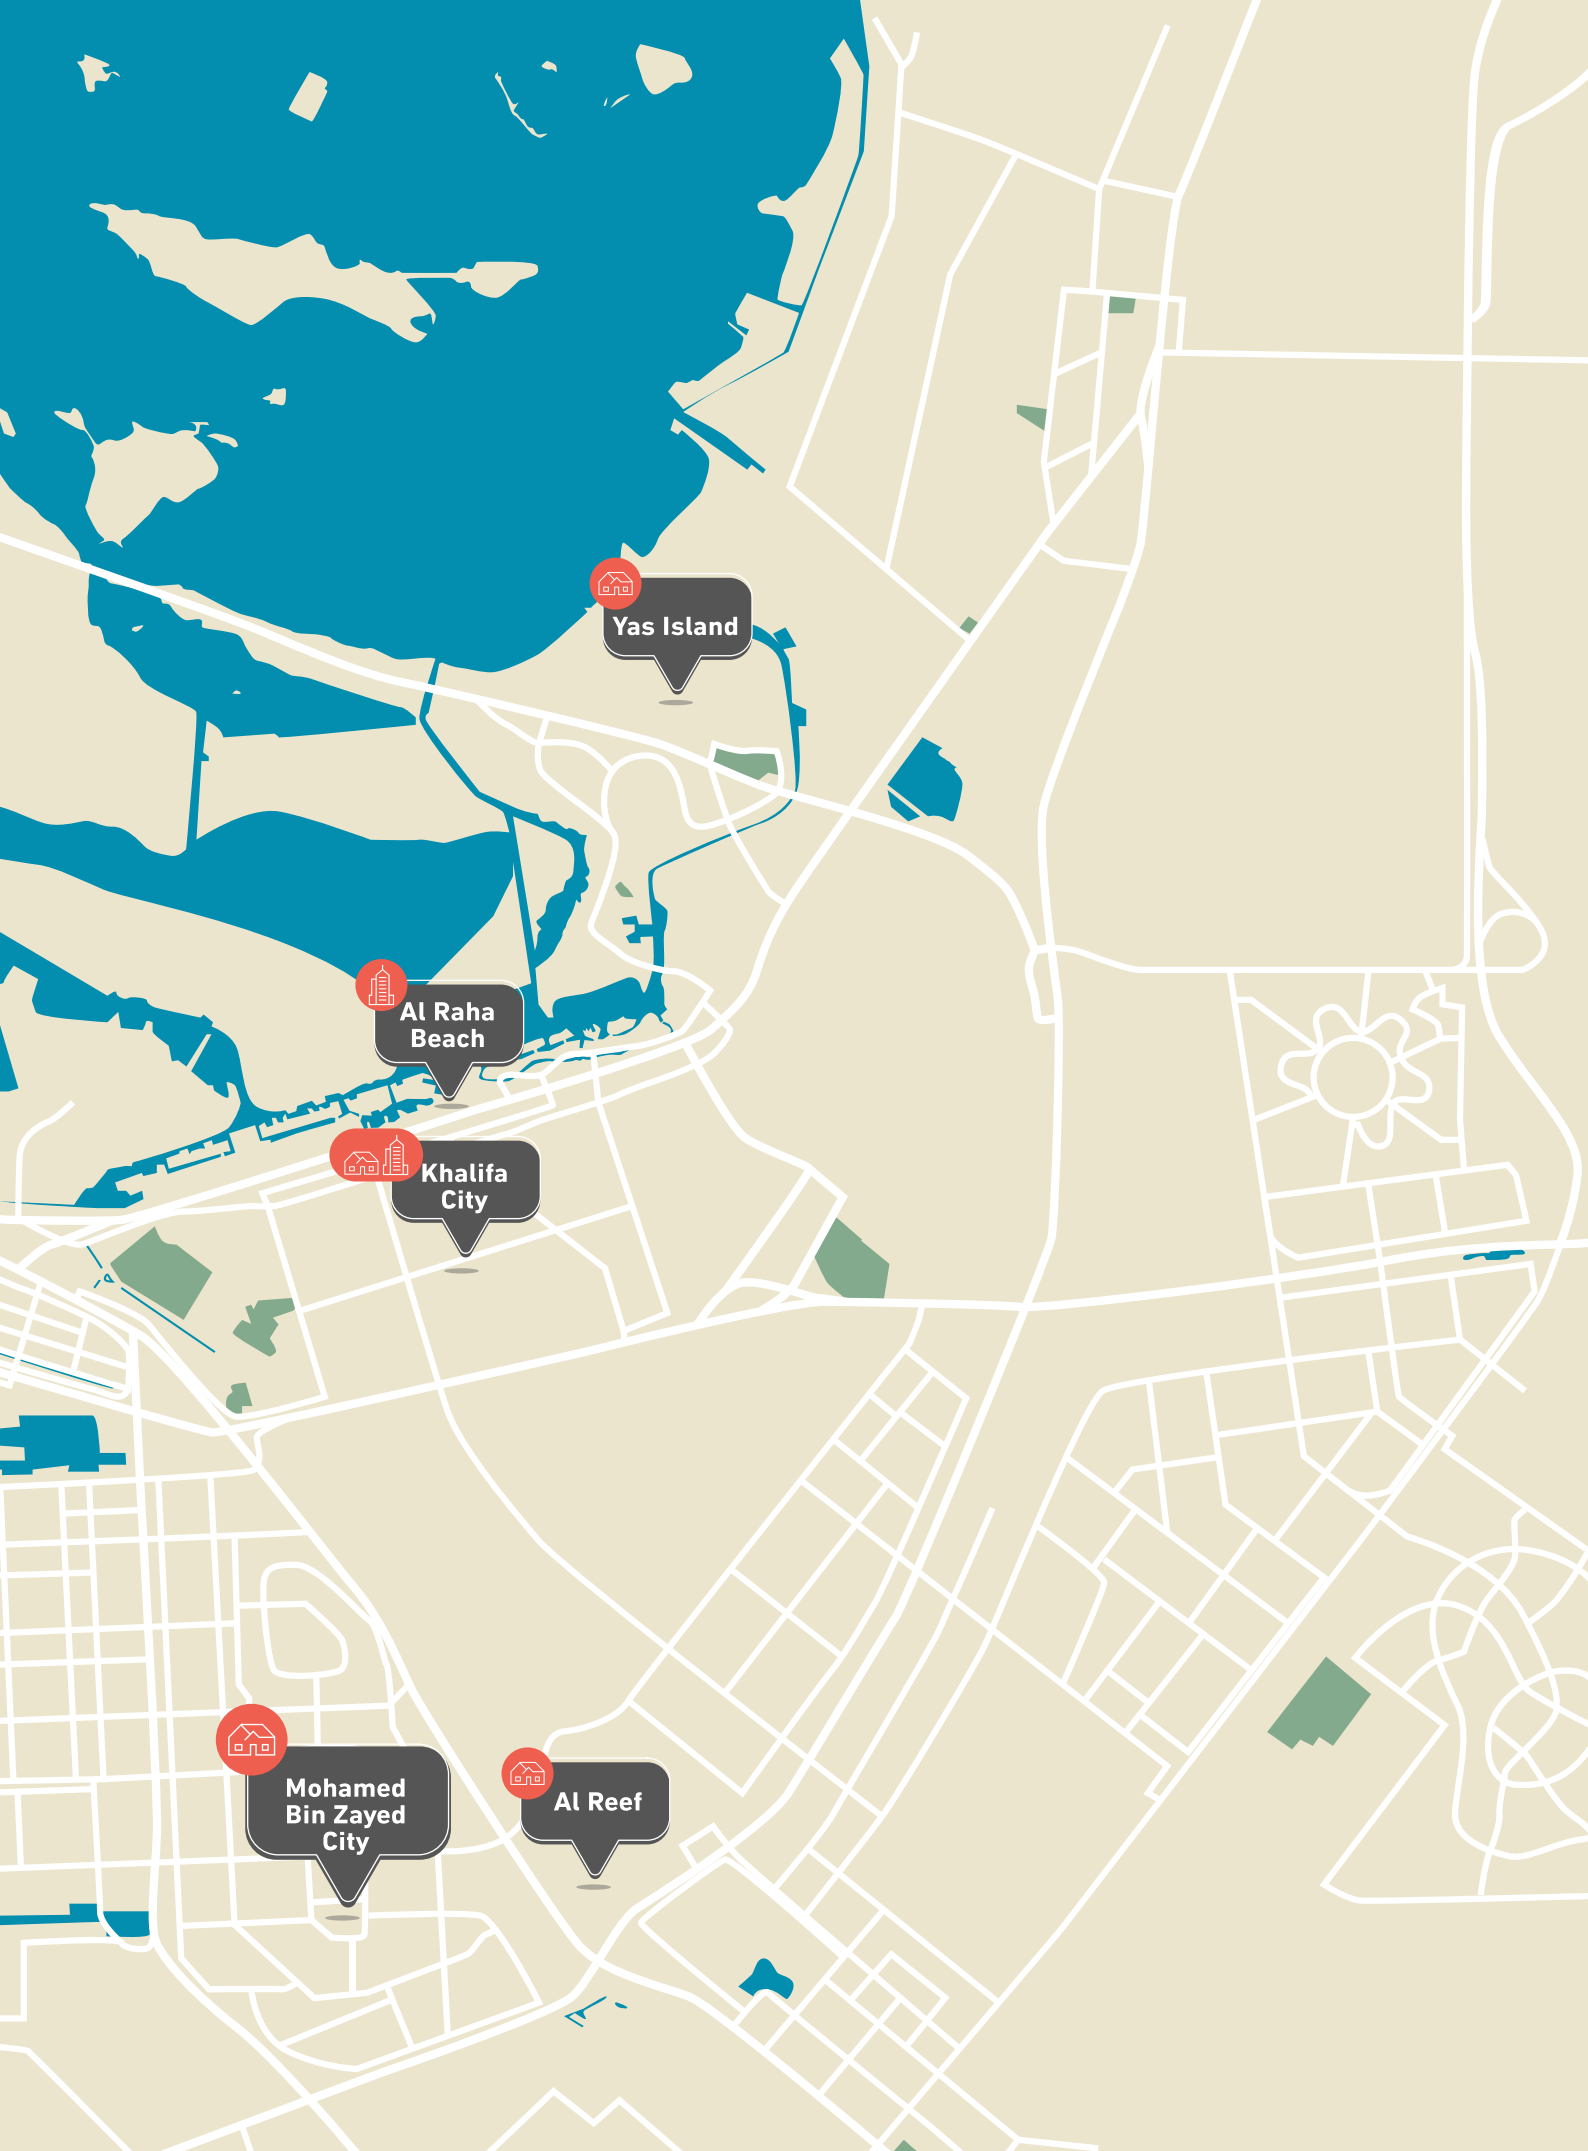 Yas Island
Al Raha
Beach
Khalifa
City
Mohamed
Bin Zayed
City
Al Reef